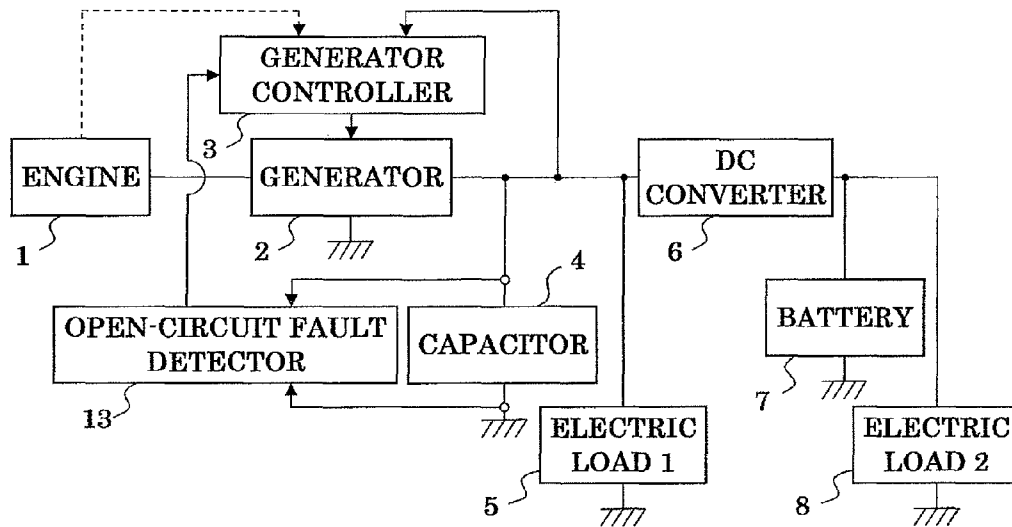 GENERATOR
CONTROLLER
3
ENGINE
1
GENERATOR
2
DC
CONVERTER
6
4
OPEN-CIRCUIT FAULT
DETECTOR
13
CAPACITOR
BATTERY
7
ELECTRIC
LOAD 1
5
ELECTRIC
LOAD 2
8